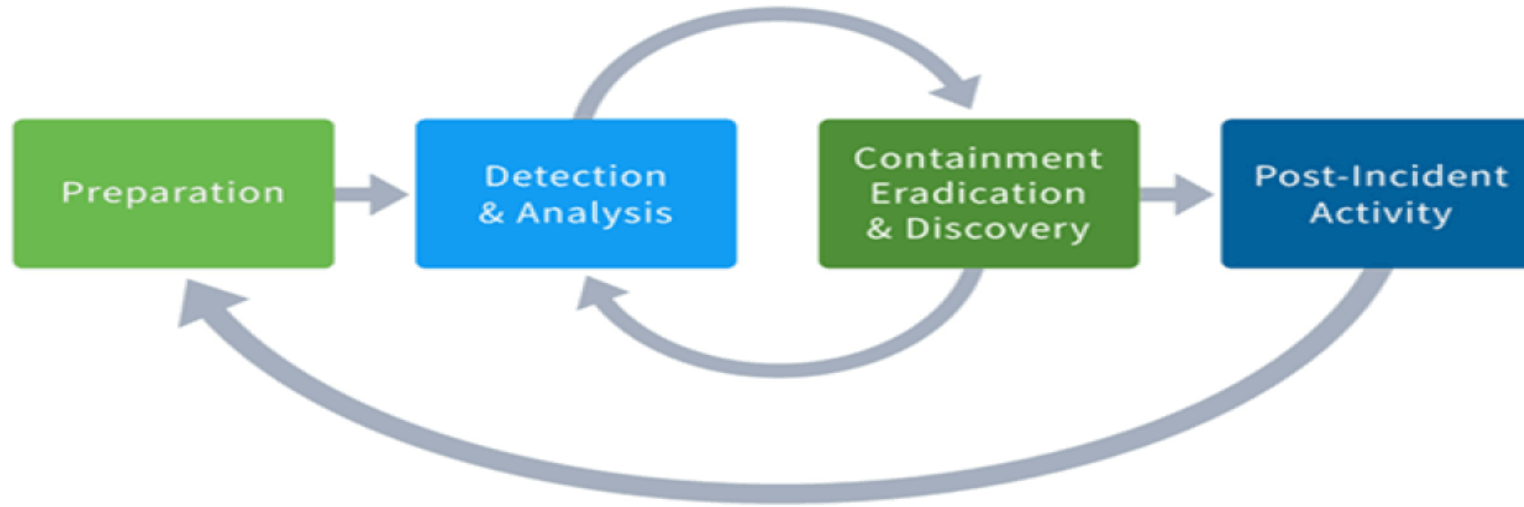 Preparation
Detection
& Analysis
Containment
Eradication
& Discovery
Post-Incident
Activity